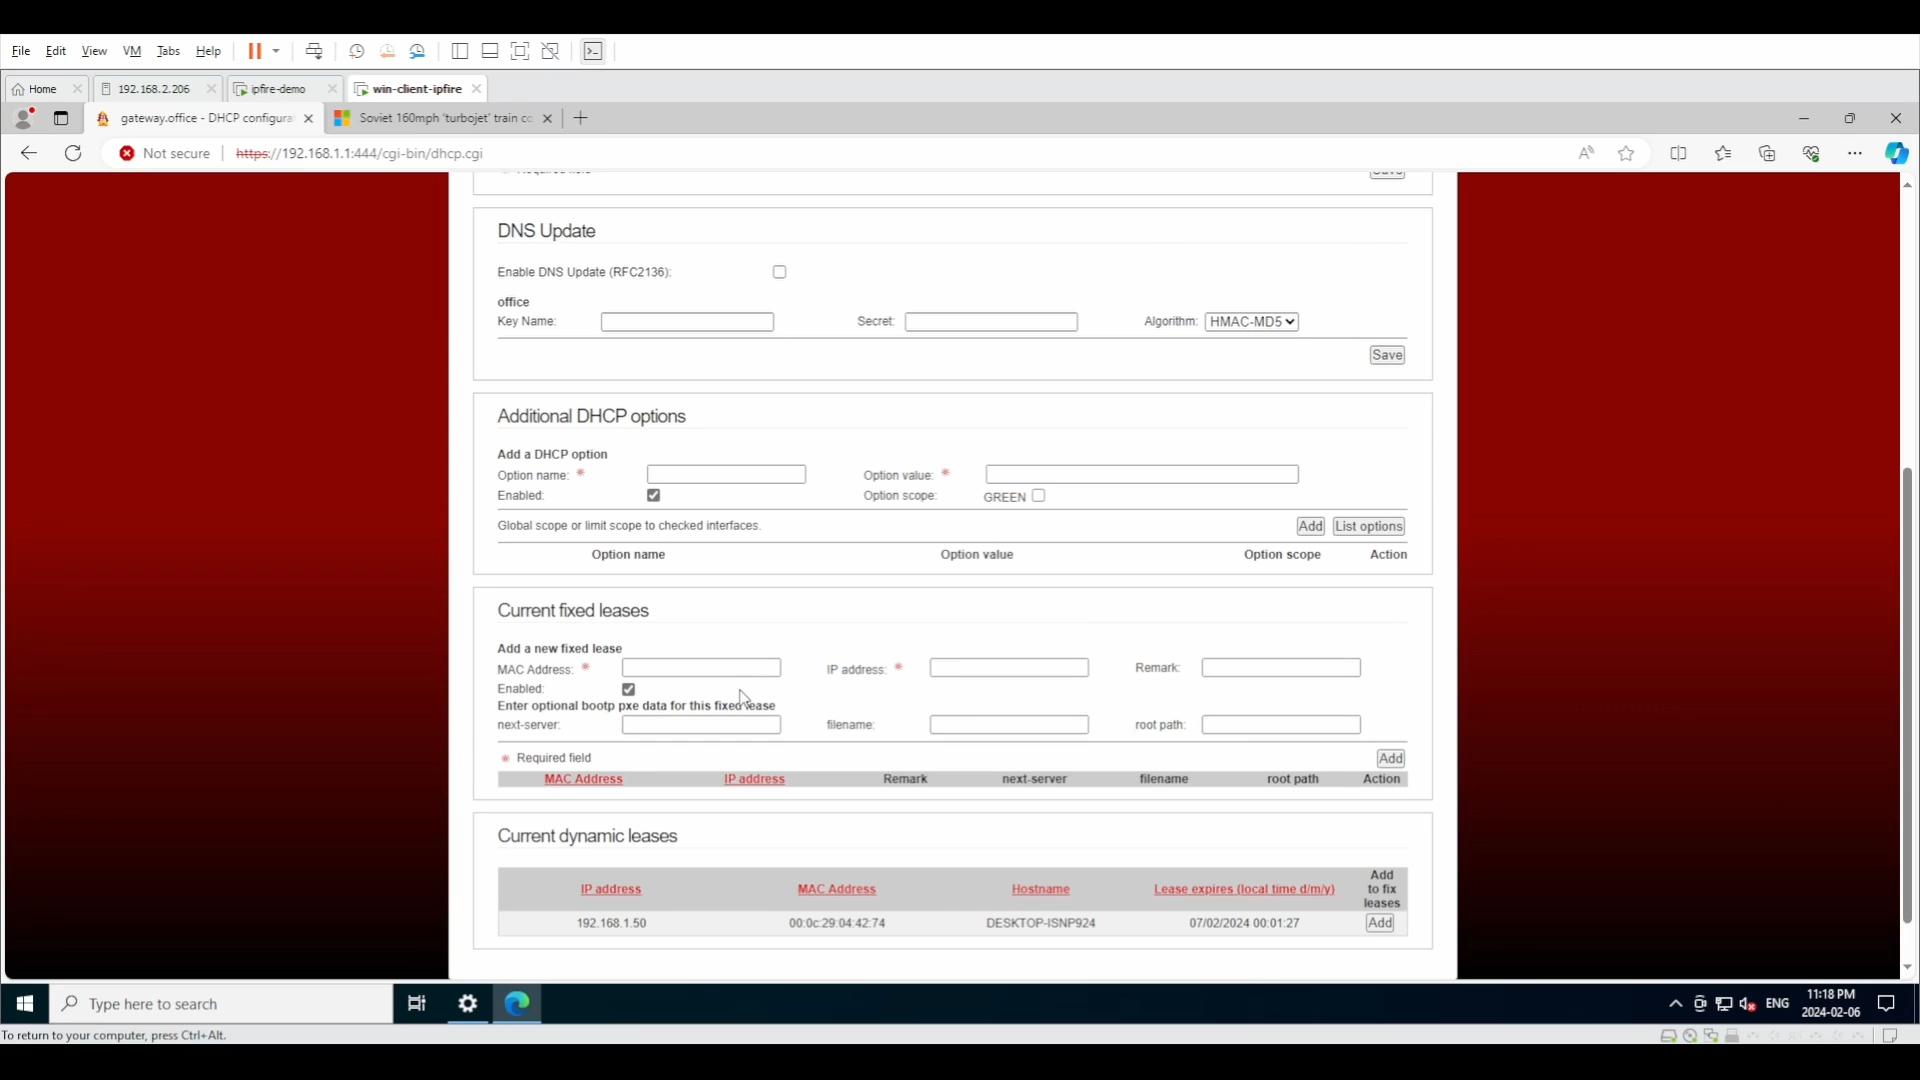 File Edit View VM Tabs Help
Home 192.168.2.206 ipfire-demo win-client-ipfire
gateway.office - DHCP configura Soviet 160mph 'turbojet' train co
Not secure https://192.168.1.1:444/cgi-bin/dhcp.cgi
DNS Update
Enable DNS Update (RFC2136):
office
Key Name: Secret: Algorithm: HMAC-MD5
Save
Additional DHCP options
Add a DHCP option
Option name: * Option value: *
Enabled: Option scope: GREEN
Global scope or limit scope to checked interfaces. Add List options
Option name Option value Option scope Action
Current fixed leases
Add a new fixed lease
MAC Address: * IP address: * Remark:
Enabled:
Enter optional bootp pxe data for this fixed lease
next-server: filename: root path:
* Required field Add
MAC Address IP address Remark next-server filename root path Action
Current dynamic leases
IP address MAC Address Hostname Lease expires (local time d/m/y) Add to fix leases
192.168.1.50 00:0c:29:04:42:74 DESKTOP-ISNP924 07/02/2024 00:01:27 Add
Type here to search ENG 11:18 PM
2024-02-06
To return to your computer, press Ctrl+Alt.